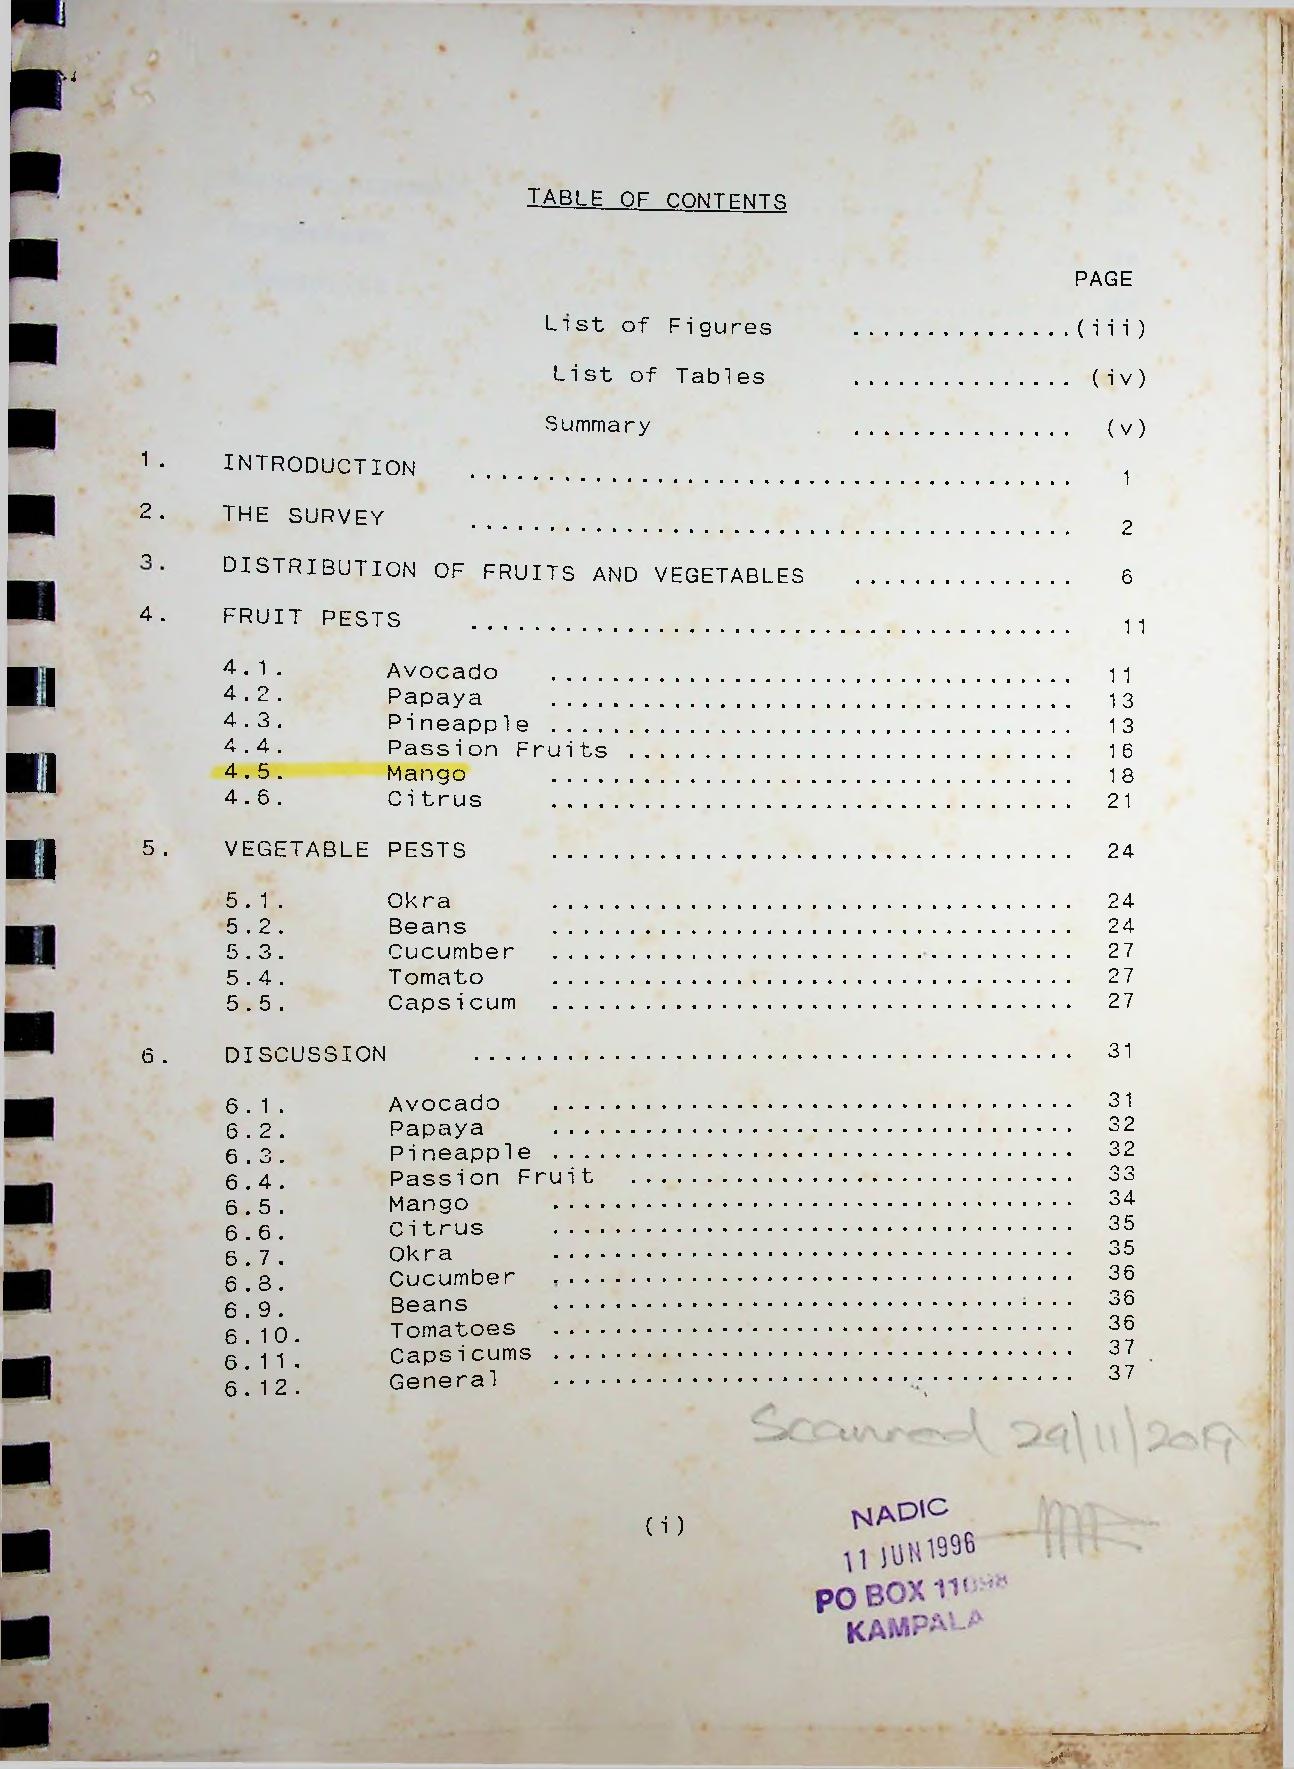 TABLE OF CONTENTS
PAGE
List of Figures ...............(iii)
List of Tables ............... (iv)
Summary ............... (v)
1. INTRODUCTION ....................................... 1
2. THE SURVEY ....................................... 2
3. DISTRIBUTION OF FRUITS AND VEGETABLES ............... 6
4. FRUIT PESTS ....................................... 11
4.1. Avocado .................................. 11
4.2. Papaya .................................. 13
4.3. Pineapple .................................. 13
4.4. Passion Fruits ............................. 16
4.5. Mango .................................. 18
4.6. Citrus .................................. 21
5. VEGETABLE PESTS .................................. 24
5.1. Okra .................................. 24
5.2. Beans .................................. 24
5.3. Cucumber .................................. 27
5.4. Tomato .................................. 27
5.5. Capsicum .................................. 27
6. DISCUSSION ....................................... 31
6.1. Avocado .................................. 31
6.2. Papaya .................................. 32
6.3. Pineapple .................................. 32
6.4. Passion Fruit ............................. 33
6.5. Mango .................................. 34
6.6. Citrus .................................. 35
6.7. Okra .................................. 35
6.8. Cucumber .................................. 36
6.9. Beans .................................. 36
6.10. Tomatoes .................................. 36
6.11. Capsicums .................................. 37
6.12. General .................................. 37
Scanned 29/11/2019
(i)
NADIC
11 JUN 1996
PO BOX 11098
KAMPALA